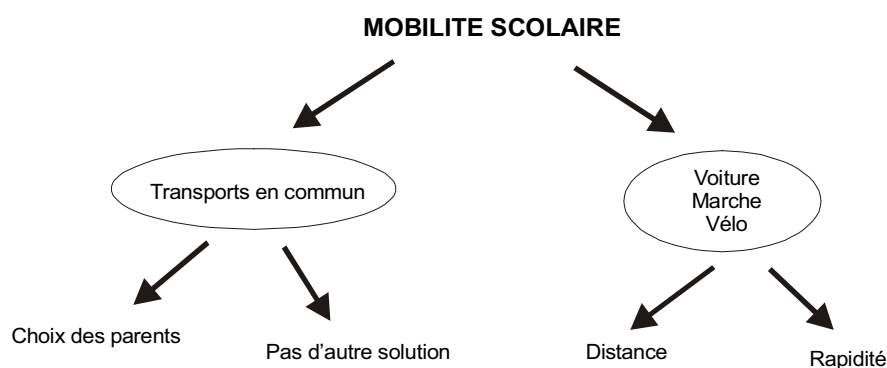 MOBILITE SCOLAIRE
Transports en commun
Voiture
Marche
Vélo
Choix des parents
Pas d'autre solution
Distance
Rapidité